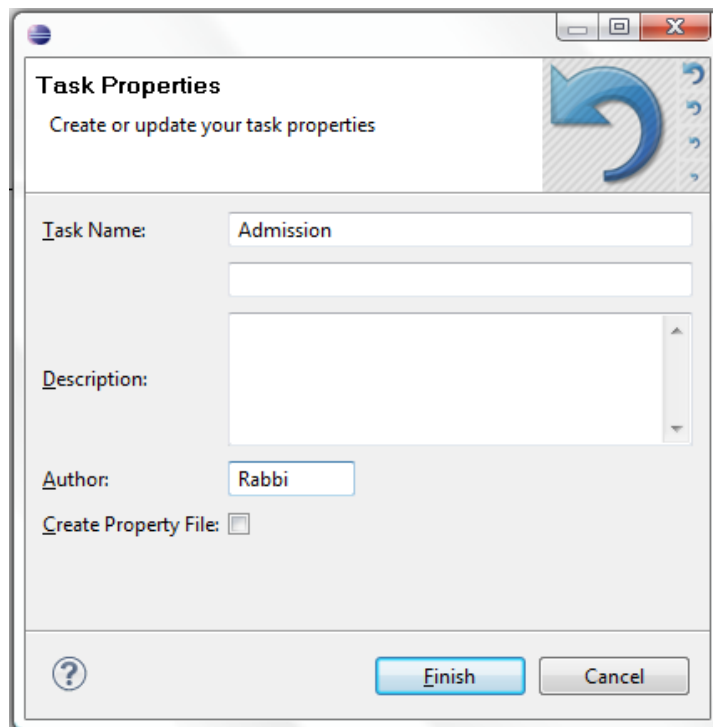 Task Properties
Create or update your task properties
Task Name: Admission
Description:
Author: Rabbi
Create Property File:
? Finish Cancel